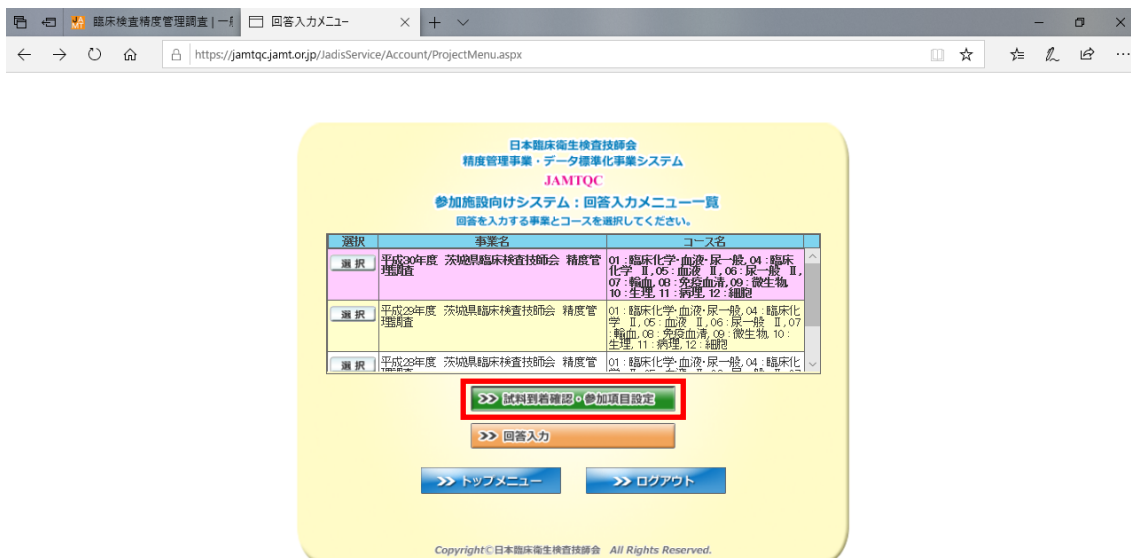 臨床検査精度管理調査 | 一般
回答入力メニュー
https://jamtqc.jamt.or.jp/JadisService/Account/ProjectMenu.aspx
日本臨床衛生検査技師会
精度管理事業・データ標準化事業システム
JAMTQC
参加施設向けシステム：回答入力メニュー一覧
回答を入力する事業とコースを選択してください。
選択 事業名 コース名
選 択
平成30年度 茨城県臨床検査技師会 精度管
理調査
01：臨床化学・血液・尿一般, 04：臨床
化学 Ⅱ, 05：血液 Ⅱ, 06：尿一般 Ⅱ,
07：輸血, 08：免疫血清, 09：微生物,
10：生理, 11：病理, 12：細胞
選 択
平成29年度 茨城県臨床検査技師会 精度管
理調査
01：臨床化学・血液・尿一般, 04：臨床化
学 Ⅱ, 05：血液 Ⅱ, 06：尿一般 Ⅱ, 07
：輸血, 08：免疫血清, 09：微生物, 10：
生理, 11：病理, 12：細胞
選 択
平成28年度 茨城県臨床検査技師会 精度管
01：臨床化学・血液・尿一般, 04：臨床化
>> 試料到着確認・参加項目設定
>> 回答入力
>> トップメニュー
>> ログアウト
Copyright©日本臨床衛生検査技師会 All Rights Reserved.